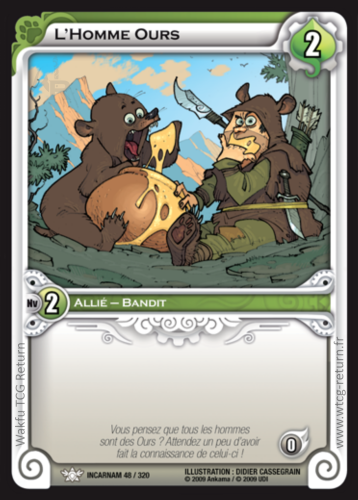 L'Homme Ours
2
Nv 2
Allié – Bandit
Vous pensez que tous les hommes
sont des Ours ? Attendez un peu d'avoir
fait la connaissance de celui-ci !
0
INCARNAM 48 / 320
ILLUSTRATION : DIDIER CASSEGRAIN
© 2009 Ankama / © 2009 UDI
Wakfu TCG Return
www.wtcg-return.fr